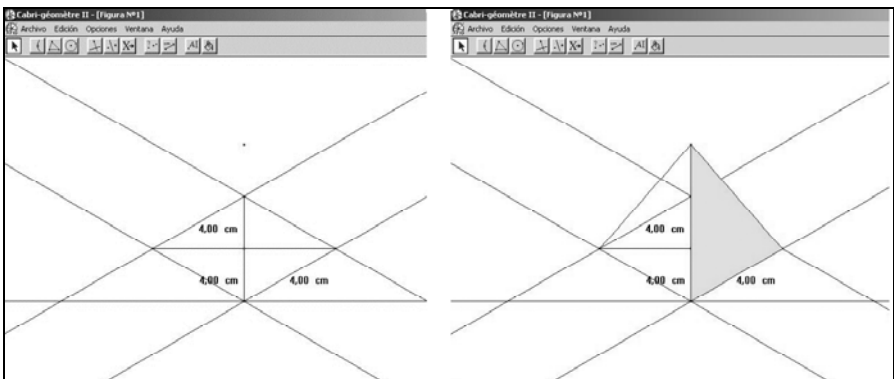 Cabri-géomètre II - [Figura Nº1]
Archivo Edición Opciones Ventana Ayuda
4,00 cm
4,00 cm 4,00 cm
Cabri-géomètre II - [Figura Nº1]
Archivo Edición Opciones Ventana Ayuda
4,00 cm
4,00 cm 4,00 cm